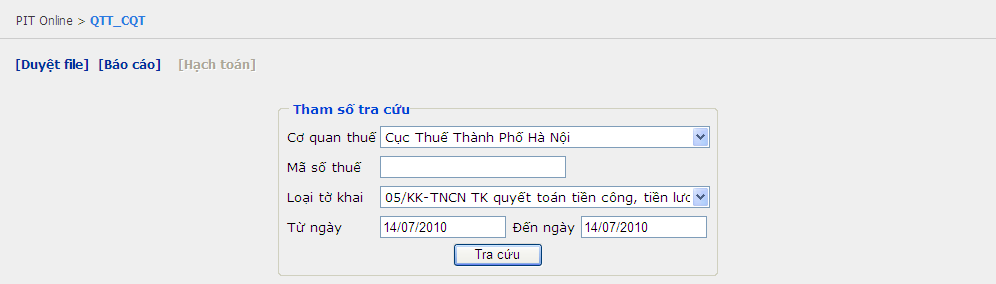 PIT Online > QTT_CQT
[Duyệt file] [Báo cáo] [Hạch toán]
Tham số tra cứu
Cơ quan thuế Cục Thuế Thành Phố Hà Nội
Mã số thuế
Loại tờ khai 05/KK-TNCN TK quyết toán tiền công, tiền lươ
Từ ngày 14/07/2010 Đến ngày 14/07/2010
Tra cứu